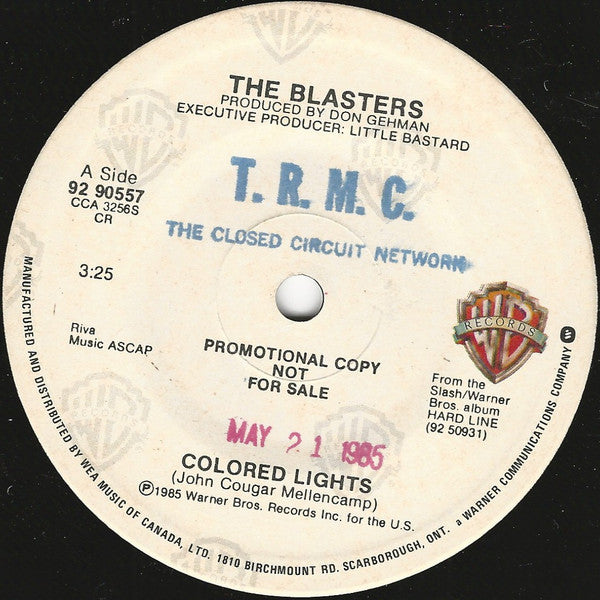 THE BLASTERS
PRODUCED BY DON GEHMAN
EXECUTIVE PRODUCER: LITTLE BASTARD
A Side
92 90557
CCA 3256S
CR
T. R. M. C.
THE CLOSED CIRCUIT NETWORK
3:25
WB
RECORDS
Riva
Music ASCAP
PROMOTIONAL COPY
NOT
FOR SALE
From the
Slash/Warner
Bros. album
HARD LINE
(92 50931)
MAY 21 1985
COLORED LIGHTS
(John Cougar Mellencamp)
℗1985 Warner Bros. Records Inc. for the U.S.
MANUFACTURED AND DISTRIBUTED BY WEA MUSIC OF CANADA, LTD. 1810 BIRCHMOUNT RD. SCARBOROUGH, ONT. a WARNER COMMUNICATIONS COMPANY